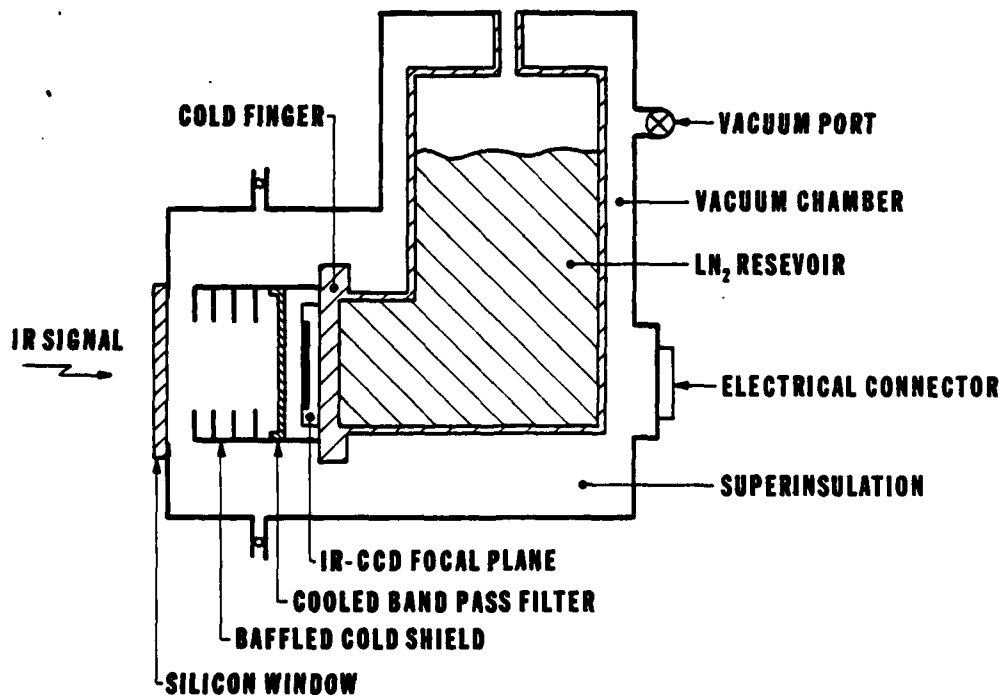 COLD FINGER
VACUUM PORT
VACUUM CHAMBER
LN₂ RESEVOIR
IR SIGNAL
ELECTRICAL CONNECTOR
SUPERINSULATION
IR-CCD FOCAL PLANE
COOLED BAND PASS FILTER
BAFFLED COLD SHIELD
SILICON WINDOW